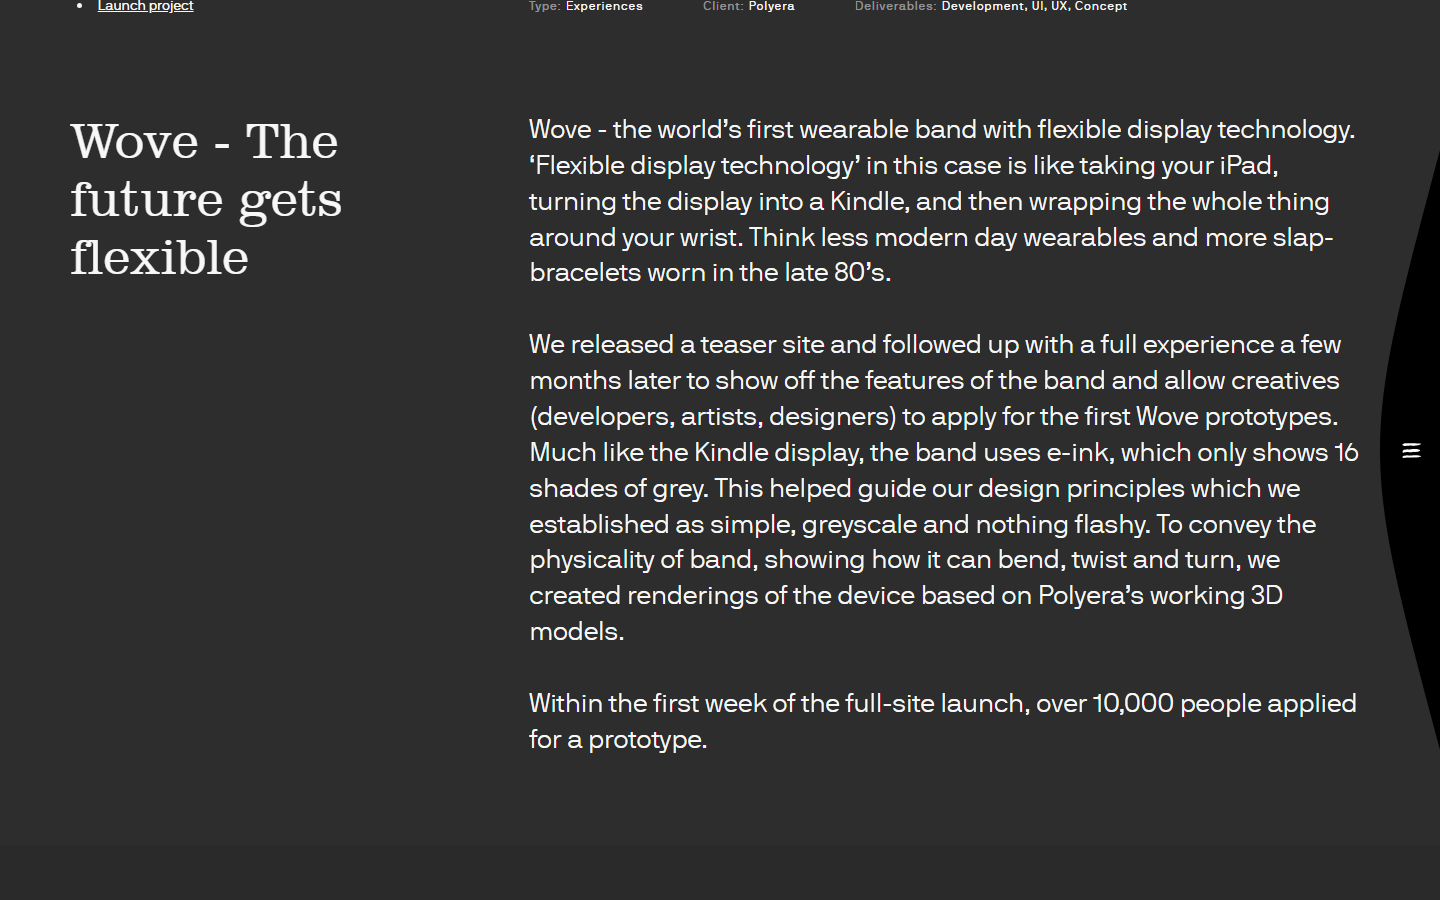 Launch project
Type: Experiences
Client: Polyera
Deliverables: Development, UI, UX, Concept
Wove - The
future gets
flexible
Wove - the world’s first wearable band with flexible display technology.
‘Flexible display technology’ in this case is like taking your iPad,
turning the display into a Kindle, and then wrapping the whole thing
around your wrist. Think less modern day wearables and more slap-
bracelets worn in the late 80’s.
We released a teaser site and followed up with a full experience a few
months later to show off the features of the band and allow creatives
(developers, artists, designers) to apply for the first Wove prototypes.
Much like the Kindle display, the band uses e-ink, which only shows 16
shades of grey. This helped guide our design principles which we
established as simple, greyscale and nothing flashy. To convey the
physicality of band, showing how it can bend, twist and turn, we
created renderings of the device based on Polyera’s working 3D
models.
Within the first week of the full-site launch, over 10,000 people applied
for a prototype.